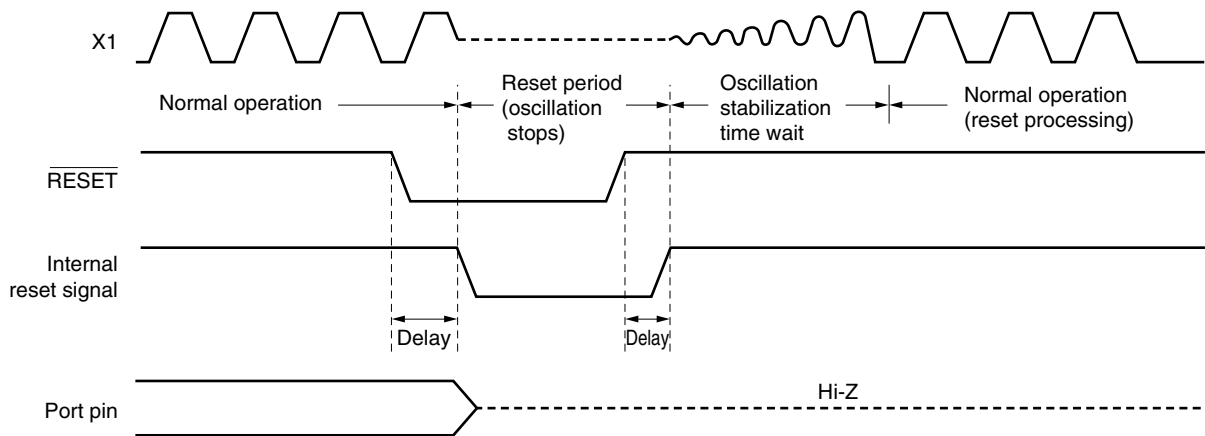 X1
Normal operation
Reset period
(oscillation
stops)
Oscillation
stabilization
time wait
Normal operation
(reset processing)
RESET
Internal
reset signal
Delay
Delay
Port pin
Hi-Z